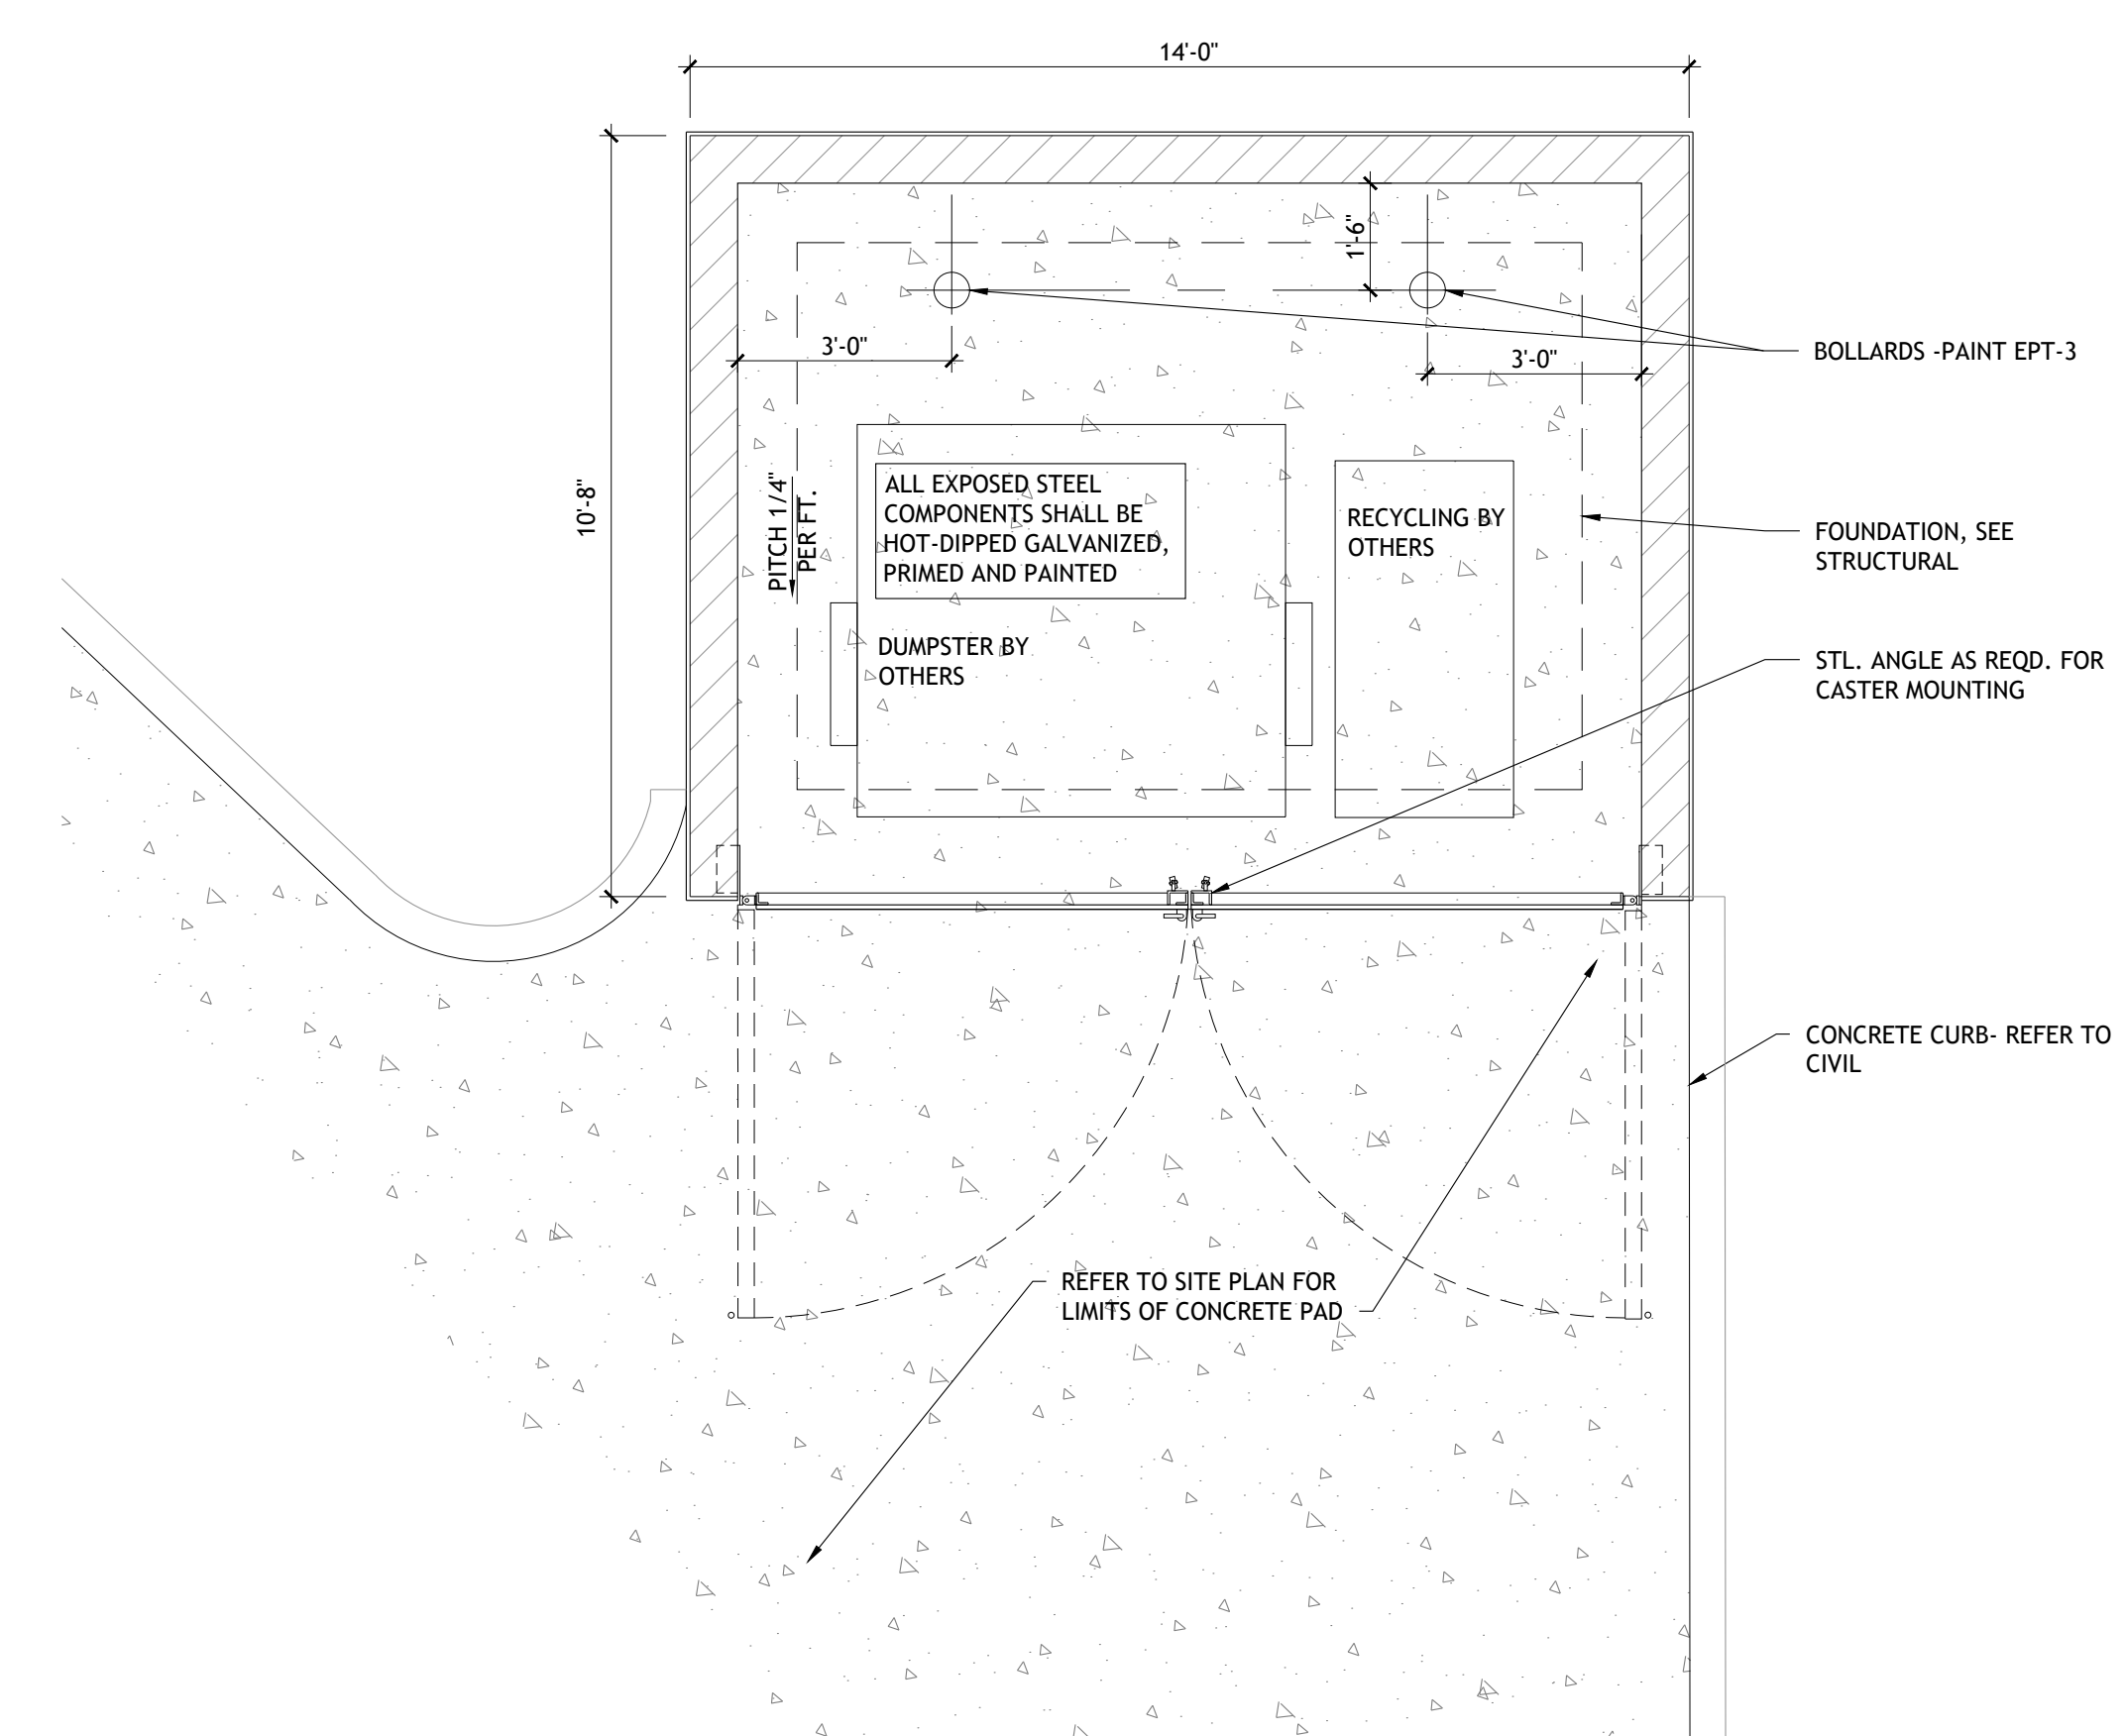 14'-0"
10'-8"
1'-6"
3'-0"
3'-0"
BOLLARDS -PAINT EPT-3
PITCH 1/4"
PER FT.
ALL EXPOSED STEEL
COMPONENTS SHALL BE
HOT-DIPPED GALVANIZED,
PRIMED AND PAINTED
RECYCLING BY
OTHERS
FOUNDATION, SEE
STRUCTURAL
DUMPSTER BY
OTHERS
STL. ANGLE AS REQD. FOR
CASTER MOUNTING
CONCRETE CURB- REFER TO
CIVIL
REFER TO SITE PLAN FOR
LIMITS OF CONCRETE PAD